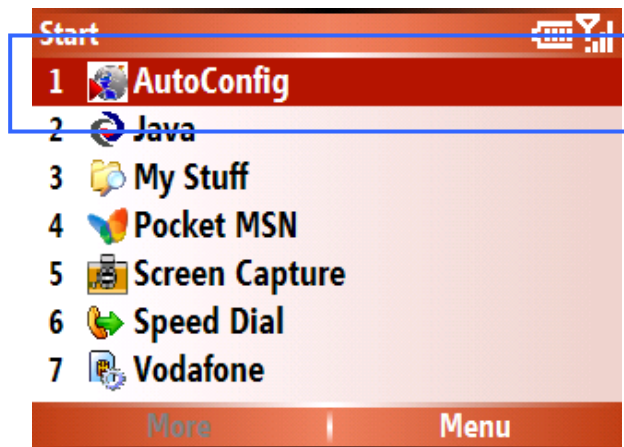 Start
1 AutoConfig
2 Java
3 My Stuff
4 Pocket MSN
5 Screen Capture
6 Speed Dial
7 Vodafone
More Menu